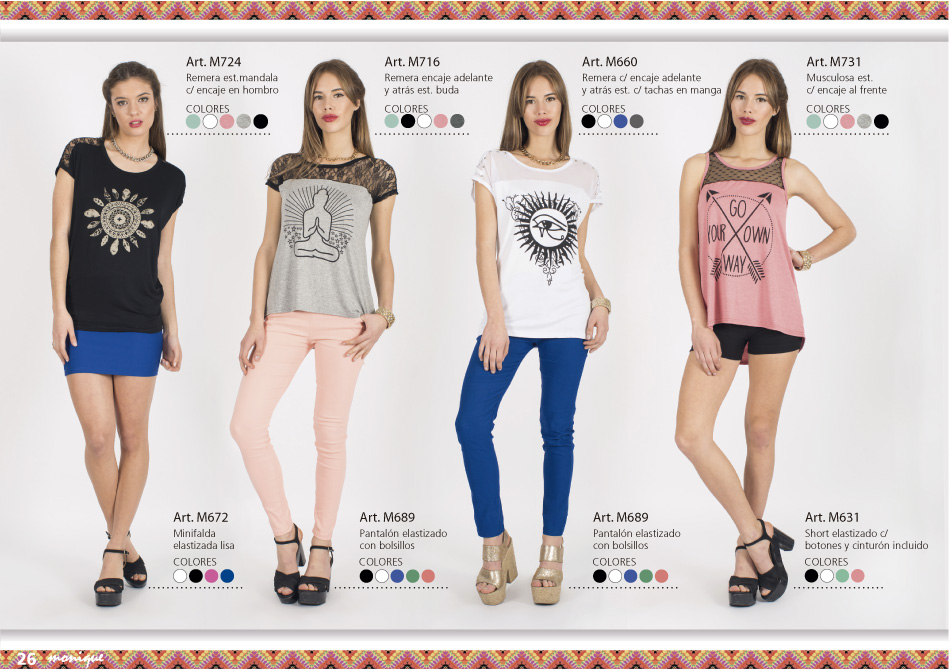 Art. M724
Remera est.mandala
c/ encaje en hombro
COLORES
Art. M716
Remera encaje adelante
y atrás est. buda
COLORES
Art. M660
Remera c/ encaje adelante
y atrás est. c/ tachas en manga
COLORES
Art. M731
Musculosa est.
c/ encaje al frente
COLORES
GO
YOUR OWN
WAY
Art. M672
Minifalda
elastizada lisa
COLORES
Art. M689
Pantalón elastizado
con bolsillos
COLORES
Art. M689
Pantalón elastizado
con bolsillos
COLORES
Art. M631
Short elastizado c/
botones y cinturón incluido
COLORES
26 monique